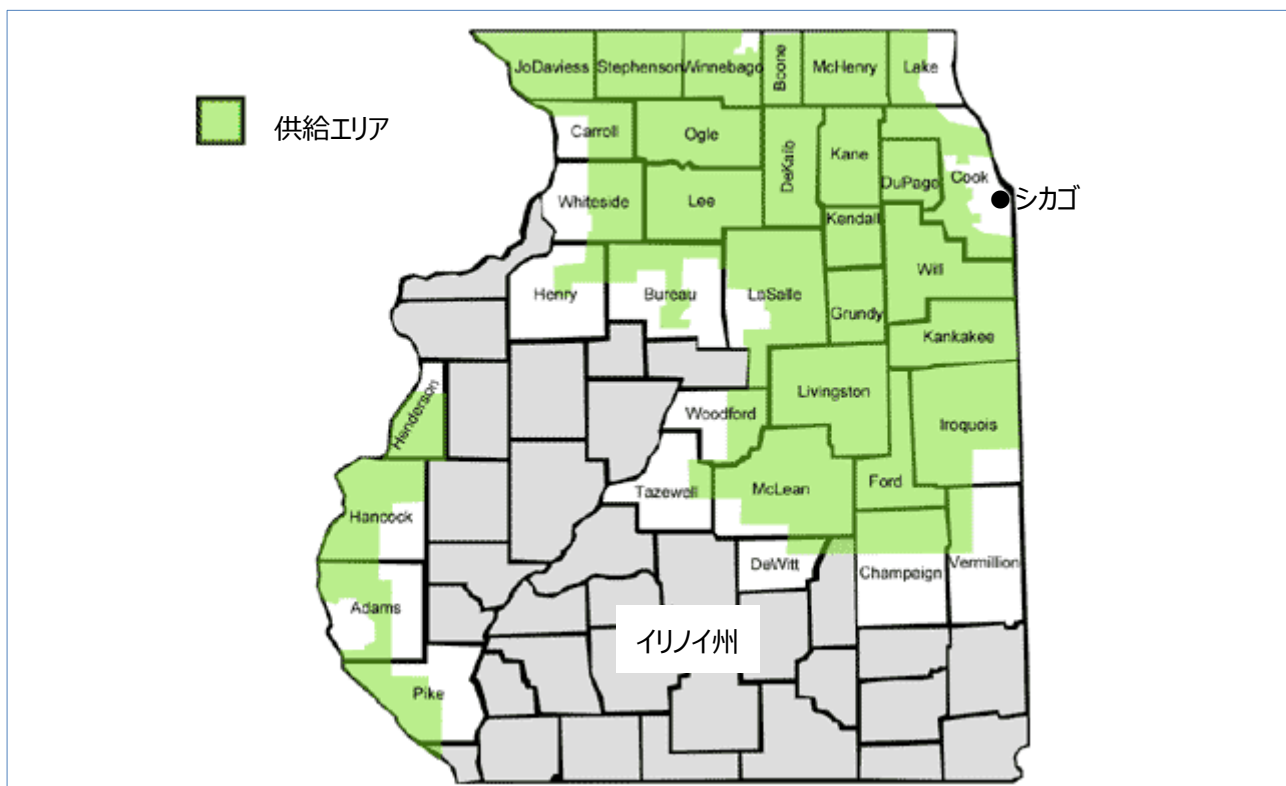 JoDaviess
Stephenson
Winnebago
Boone
McHenry
Lake
供給エリア
Carroll
Ogle
DeKalb
Kane
DuPago
Cook
シカゴ
Whiteside
Lee
Kendall
Will
Henry
Bureau
LaSalle
Grundy
Kankakee
Henderson
Woodford
Livingston
Iroquois
Hancock
Tazewell
McLean
Ford
DeWitt
Champaign
Vermillion
Adams
イリノイ州
Pike